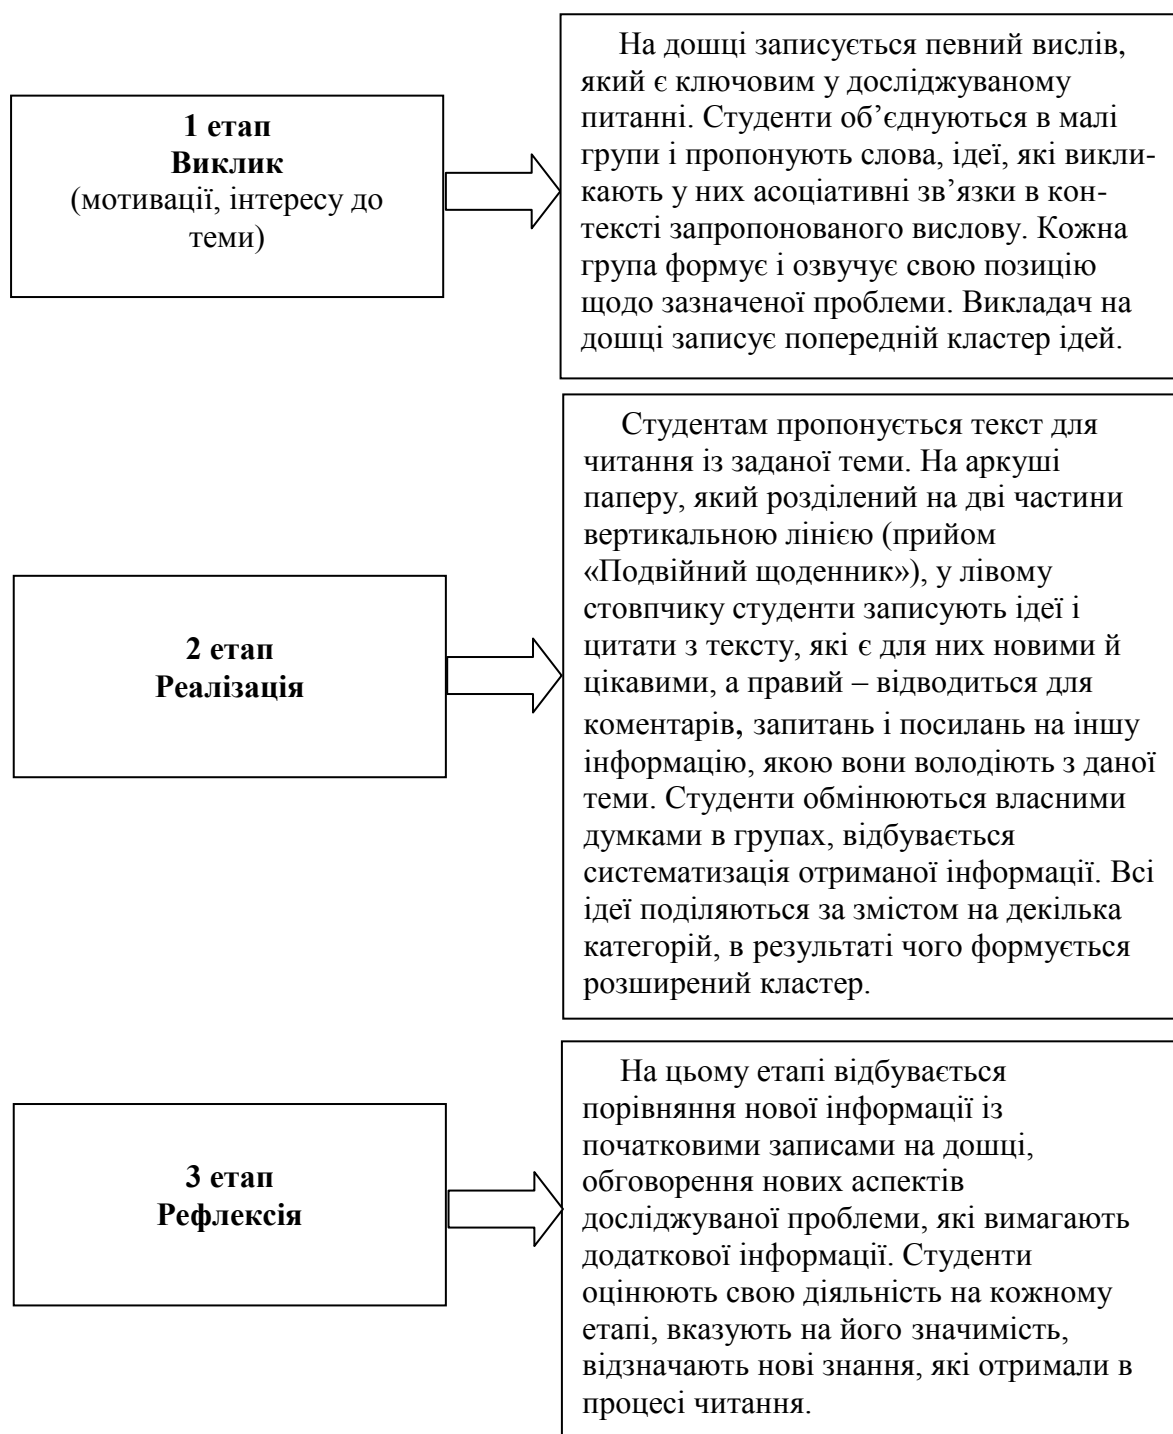 1 етап
Виклик
(мотивації, інтересу до
теми)
На дошці записується певний вислів,
який є ключовим у досліджуваному
питанні. Студенти об’єднуються в малі
групи і пропонують слова, ідеї, які викли-
кають у них асоціативні зв’язки в кон-
тексті запропонованого вислову. Кожна
група формує і озвучує свою позицію
щодо зазначеної проблеми. Викладач на
дошці записує попередній кластер ідей.
2 етап
Реалізація
Студентам пропонується текст для
читання із заданої теми. На аркуші
паперу, який розділений на дві частини
вертикальною лінією (прийом
«Подвійний щоденник»), у лівому
стовпчику студенти записують ідеї і
цитати з тексту, які є для них новими й
цікавими, а правий – відводиться для
коментарів, запитань і посилань на іншу
інформацію, якою вони володіють з даної
теми. Студенти обмінюються власними
думками в групах, відбувається
систематизація отриманої інформації. Всі
ідеї поділяються за змістом на декілька
категорій, в результаті чого формується
розширений кластер.
3 етап
Рефлексія
На цьому етапі відбувається
порівняння нової інформації із
початковими записами на дошці,
обговорення нових аспектів
досліджуваної проблеми, які вимагають
додаткової інформації. Студенти
оцінюють свою діяльність на кожному
етапі, вказують на його значимість,
відзначають нові знання, які отримали в
процесі читання.